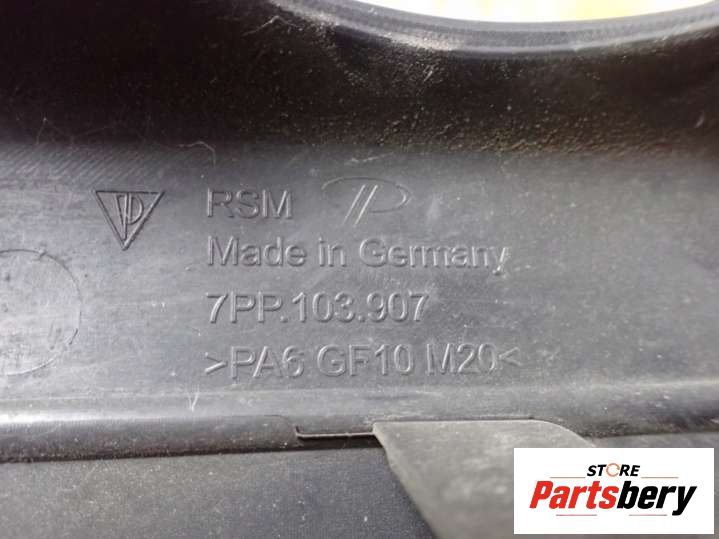 RSM
Made in Germany
7PP.103.907
>PA6 GF10 M20<
STORE
Partsbery